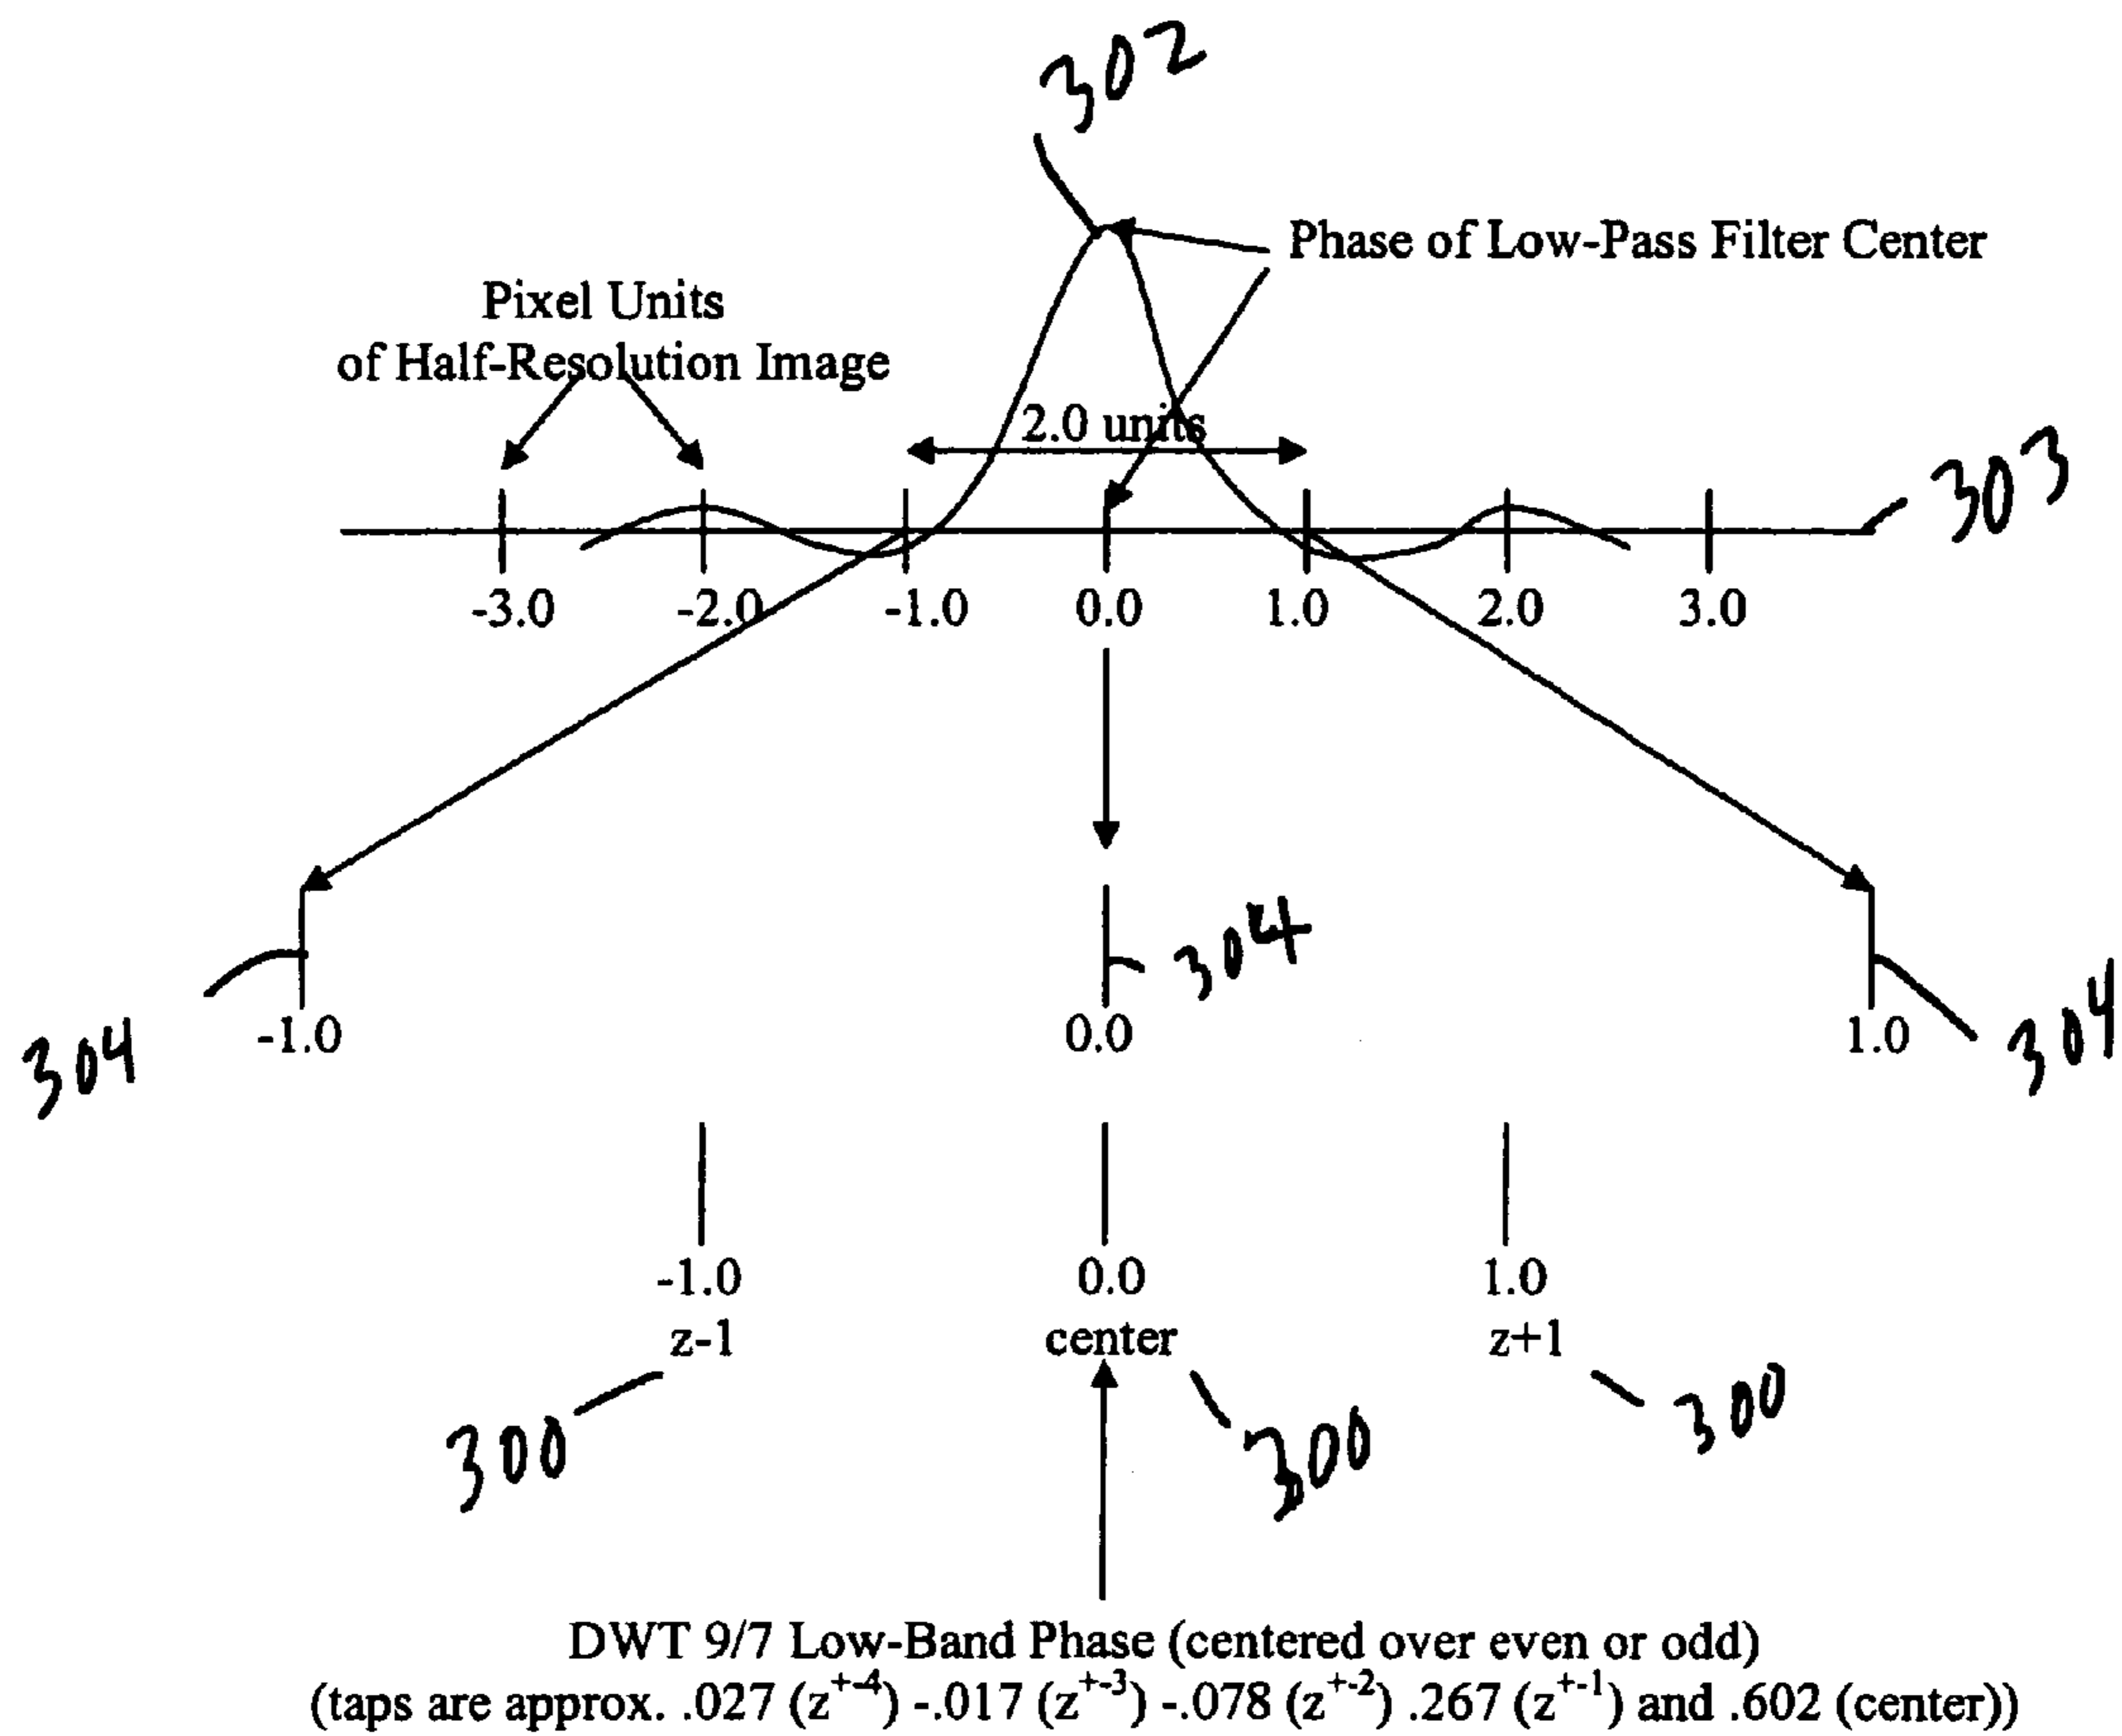 302
Phase of Low-Pass Filter Center
Pixel Units
of Half-Resolution Image
2.0 units
303
-3.0 -2.0 -1.0 0.0 1.0 2.0 3.0
304
304 -1.0 0.0 1.0 304
-1.0 0.0 1.0
z-1 center z+1
300 300 300
DWT 9/7 Low-Band Phase (centered over even or odd)
(taps are approx. .027 (z⁺⁻⁴) -.017 (z⁺⁻³) -.078 (z⁺⁻²) .267 (z⁺⁻¹) and .602 (center))